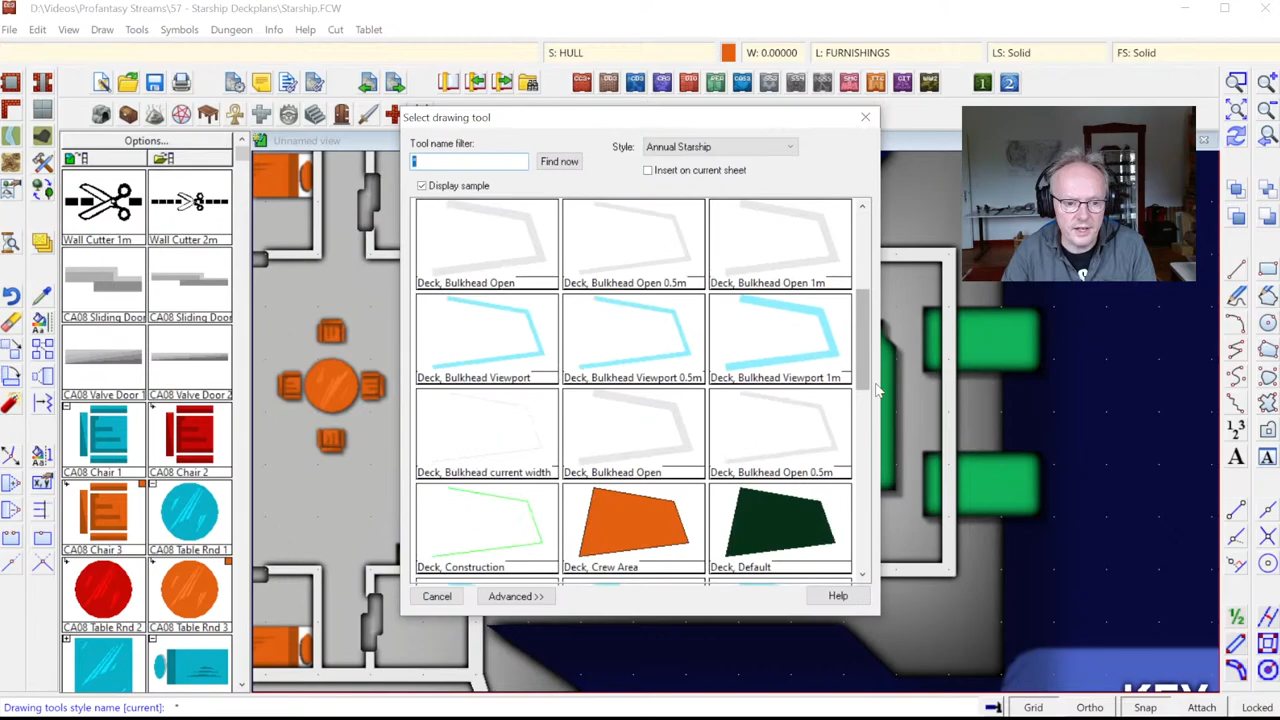 D:\Videos\Profantasy Streams\57 - Starship Deckplans\Starship.FCW
File Edit View Draw Tools Symbols Dungeon Info Help Cut Tablet
S: HULL W: 0.00000 L: FURNISHINGS LS: Solid FS: Solid
Options...
Unnamed view
Wall Cutter 1m Wall Cutter 2m
CA08 Sliding Door CA08 Sliding Door
CA08 Valve Door 1 CA08 Valve Door 2
CA08 Chair 1 CA08 Chair 2
CA08 Chair 3 CA08 Table Rnd 1
CA08 Table Rnd 2 CA08 Table Rnd 3
Select drawing tool
Tool name filter:
*
Find now
Style: Annual Starship
Insert on current sheet
Display sample
Deck, Bulkhead Open Deck, Bulkhead Open 0.5m Deck, Bulkhead Open 1m
Deck, Bulkhead Viewport Deck, Bulkhead Viewport 0.5m Deck, Bulkhead Viewport 1m
Deck, Bulkhead current width Deck, Bulkhead Open Deck, Bulkhead Open 0.5m
Deck, Construction Deck, Crew Area Deck, Default
Cancel Advanced >> Help
KEY
Drawing tools style name [current]: *
Grid Ortho Snap Attach Locked